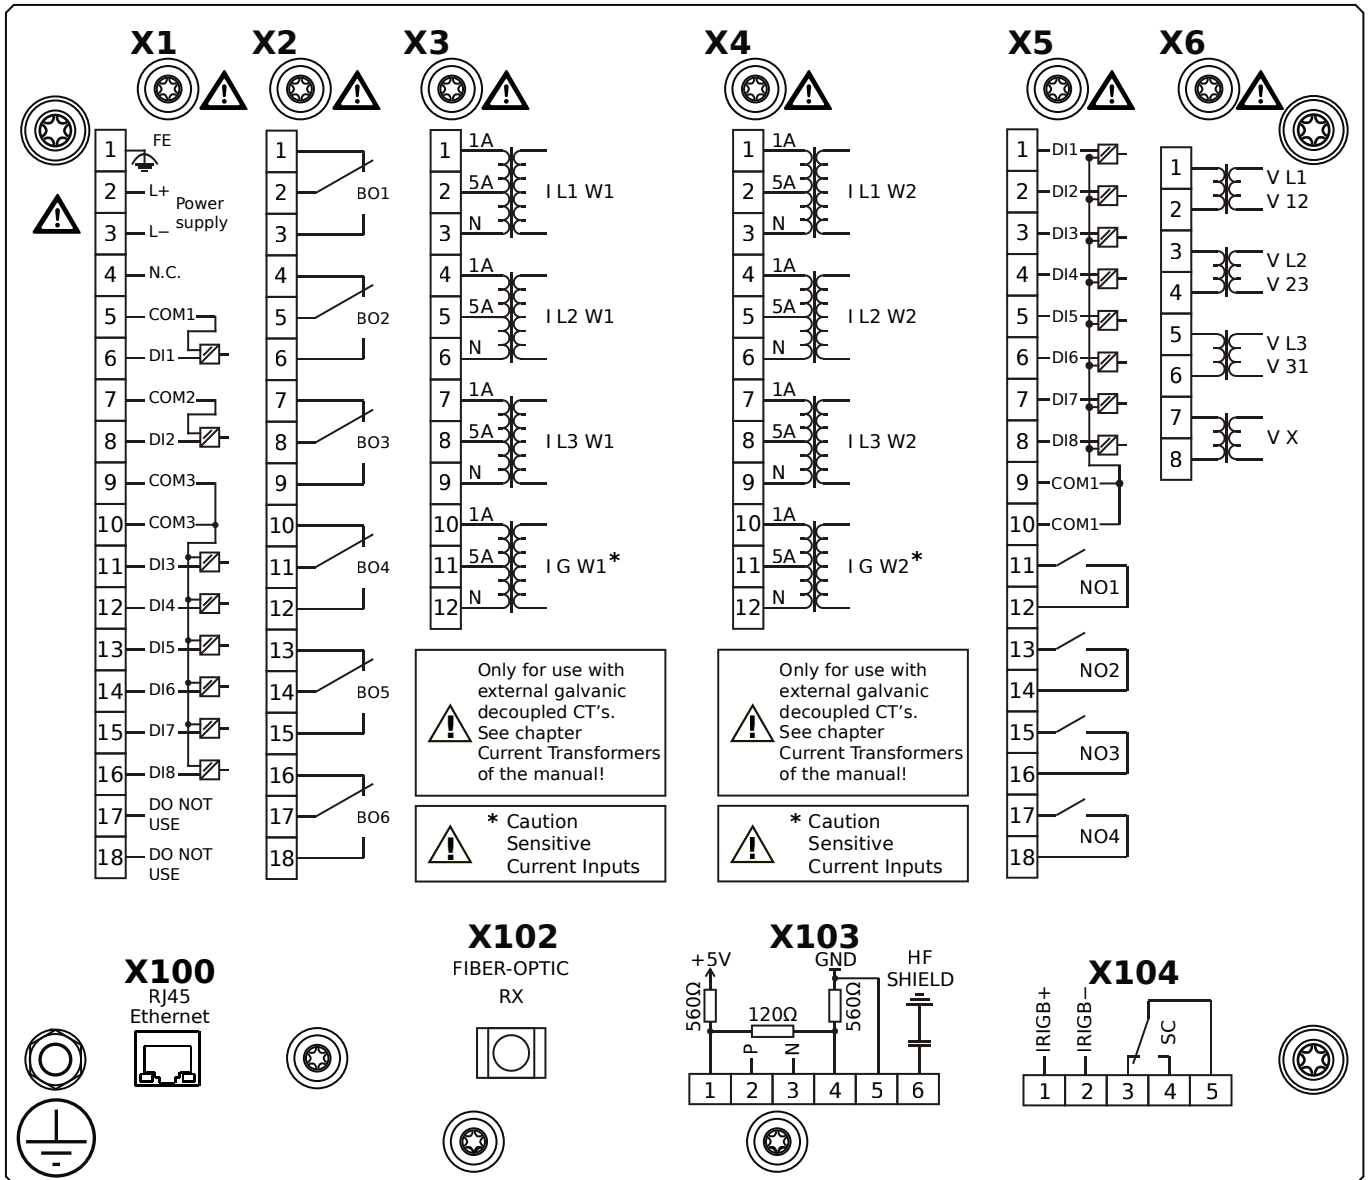 X1
X2
X3
X4
X5
X6
1 FE
2 L+
Power
supply
3 L−
4 N.C.
5 COM1
6 DI1
7 COM2
8 DI2
9 COM3
10 COM3
11 DI3
12 DI4
13 DI5
14 DI6
15 DI7
16 DI8
17 DO NOT
USE
18 DO NOT
USE
1
2 BO1
3
4
5 BO2
6
7
8 BO3
9
10
11 BO4
12
13
14 BO5
15
16
17 BO6
18
1 1A
2 5A I L1 W1
3 N
4 1A
5 5A I L2 W1
6 N
7 1A
8 5A I L3 W1
9 N
10 1A
11 5A I G W1*
12 N
Only for use with
external galvanic
decoupled CT's.
See chapter
Current Transformers
of the manual!
* Caution
Sensitive
Current Inputs
1 1A
2 5A I L1 W2
3 N
4 1A
5 5A I L2 W2
6 N
7 1A
8 5A I L3 W2
9 N
10 1A
11 5A I G W2*
12 N
Only for use with
external galvanic
decoupled CT's.
See chapter
Current Transformers
of the manual!
* Caution
Sensitive
Current Inputs
1 DI1
2 DI2
3 DI3
4 DI4
5 DI5
6 DI6
7 DI7
8 DI8
9 COM1
10 COM1
11
NO1
12
13
NO2
14
15
NO3
16
17
NO4
18
1 V L1
2 V 12
3 V L2
4 V 23
5 V L3
6 V 31
7
V X
8
X100
RJ45
Ethernet
X102
FIBER-OPTIC
RX
X103
+5V
GND
HF
SHIELD
560Ω
120Ω
560Ω
P
N
1 2 3 4 5 6
X104
IRIGB+
IRIGB−
SC
1 2 3 4 5